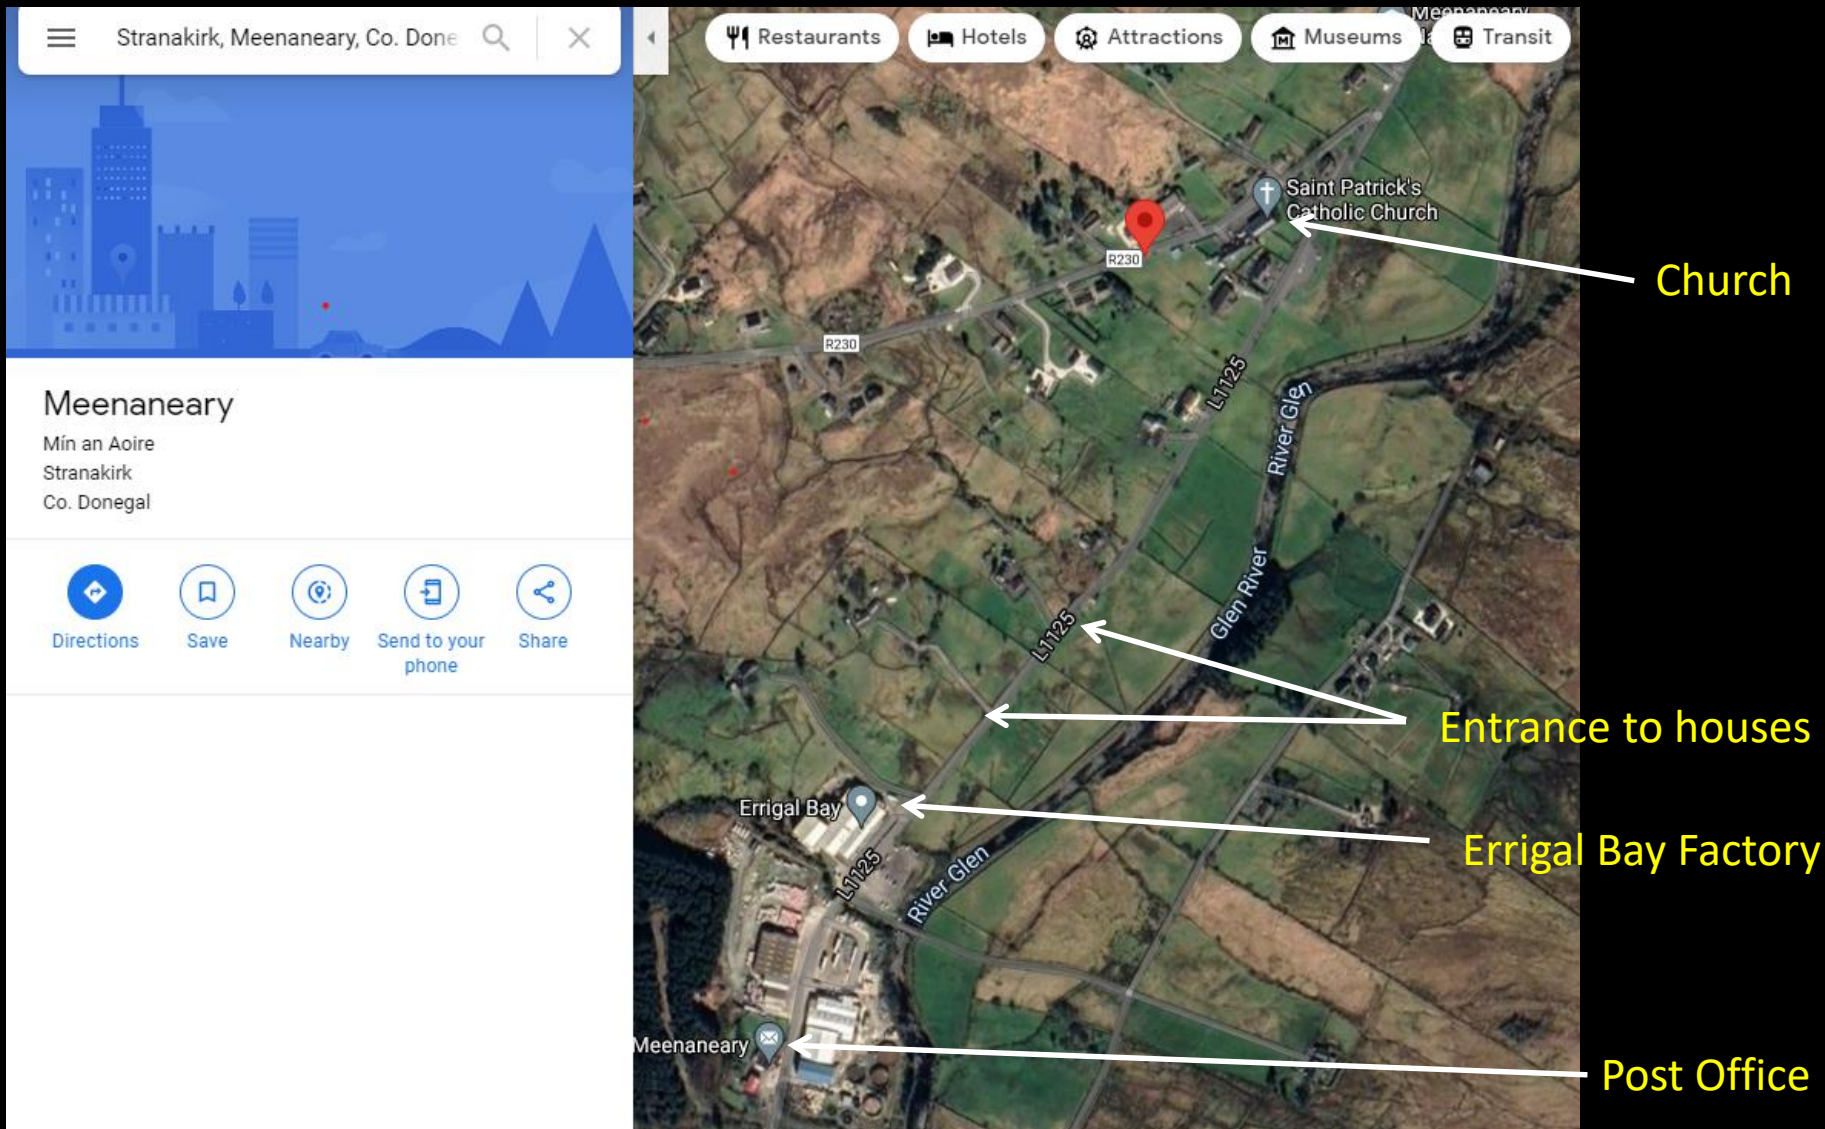 Stranakirk, Meenaneary, Co. Done
Restaurants
Hotels
Attractions
Museums
Transit
Meenaneary
Saint Patrick's
Catholic Church
R230
R230
Church
L1125
River Glen
Meenaneary
Mín an Aoire
Stranakirk
Co. Donegal
Directions
Save
Nearby
Send to your
phone
Share
Glen River
L1125
Entrance to houses
Errigal Bay
Errigal Bay Factory
L1125
River Glen
Meenaneary
Post Office